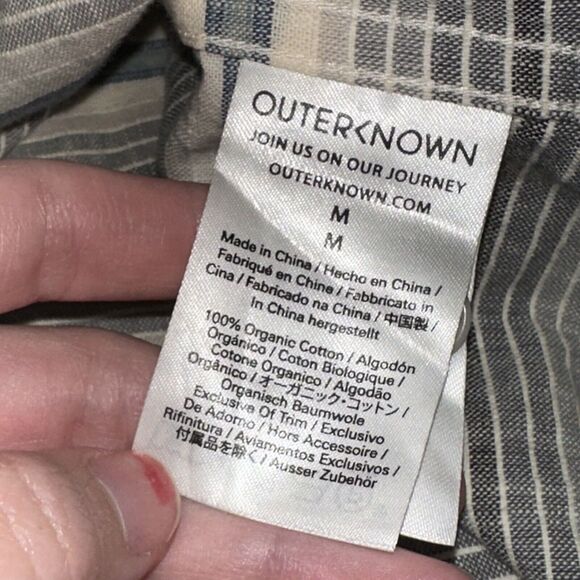 OUTERKNOWN
JOIN US ON OUR JOURNEY
OUTERKNOWN.COM
M
M
Made in China / Hecho en China /
Fabriqué en Chine / Fabbricato in
Cina / Fabricado na China / 中国製 /
In China hergestellt
100% Organic Cotton / Algodón
Orgánico / Coton Biologique /
Cotone Organico / Algodão
Orgânico / オーガニック・コットン /
Organisch Baumwole
Exclusive Of Trim / Exclusivo
De Adorno / Hors Accessoire /
Rifinitura / Aviamentos Exclusivos /
付属品を除く / Ausser Zubehör